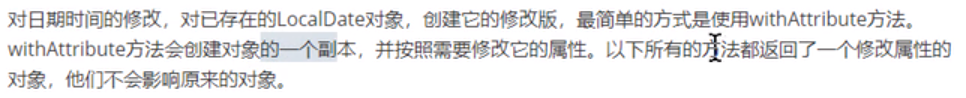 对日期时间的修改，对已存在的LocalDate对象，创建它的修改版，最简单的方式是使用withAttribute方法。
withAttribute方法会创建对象的一个副本，并按照需要修改它的属性。以下所有的方法都返回了一个修改属性的
对象，他们不会影响原来的对象。